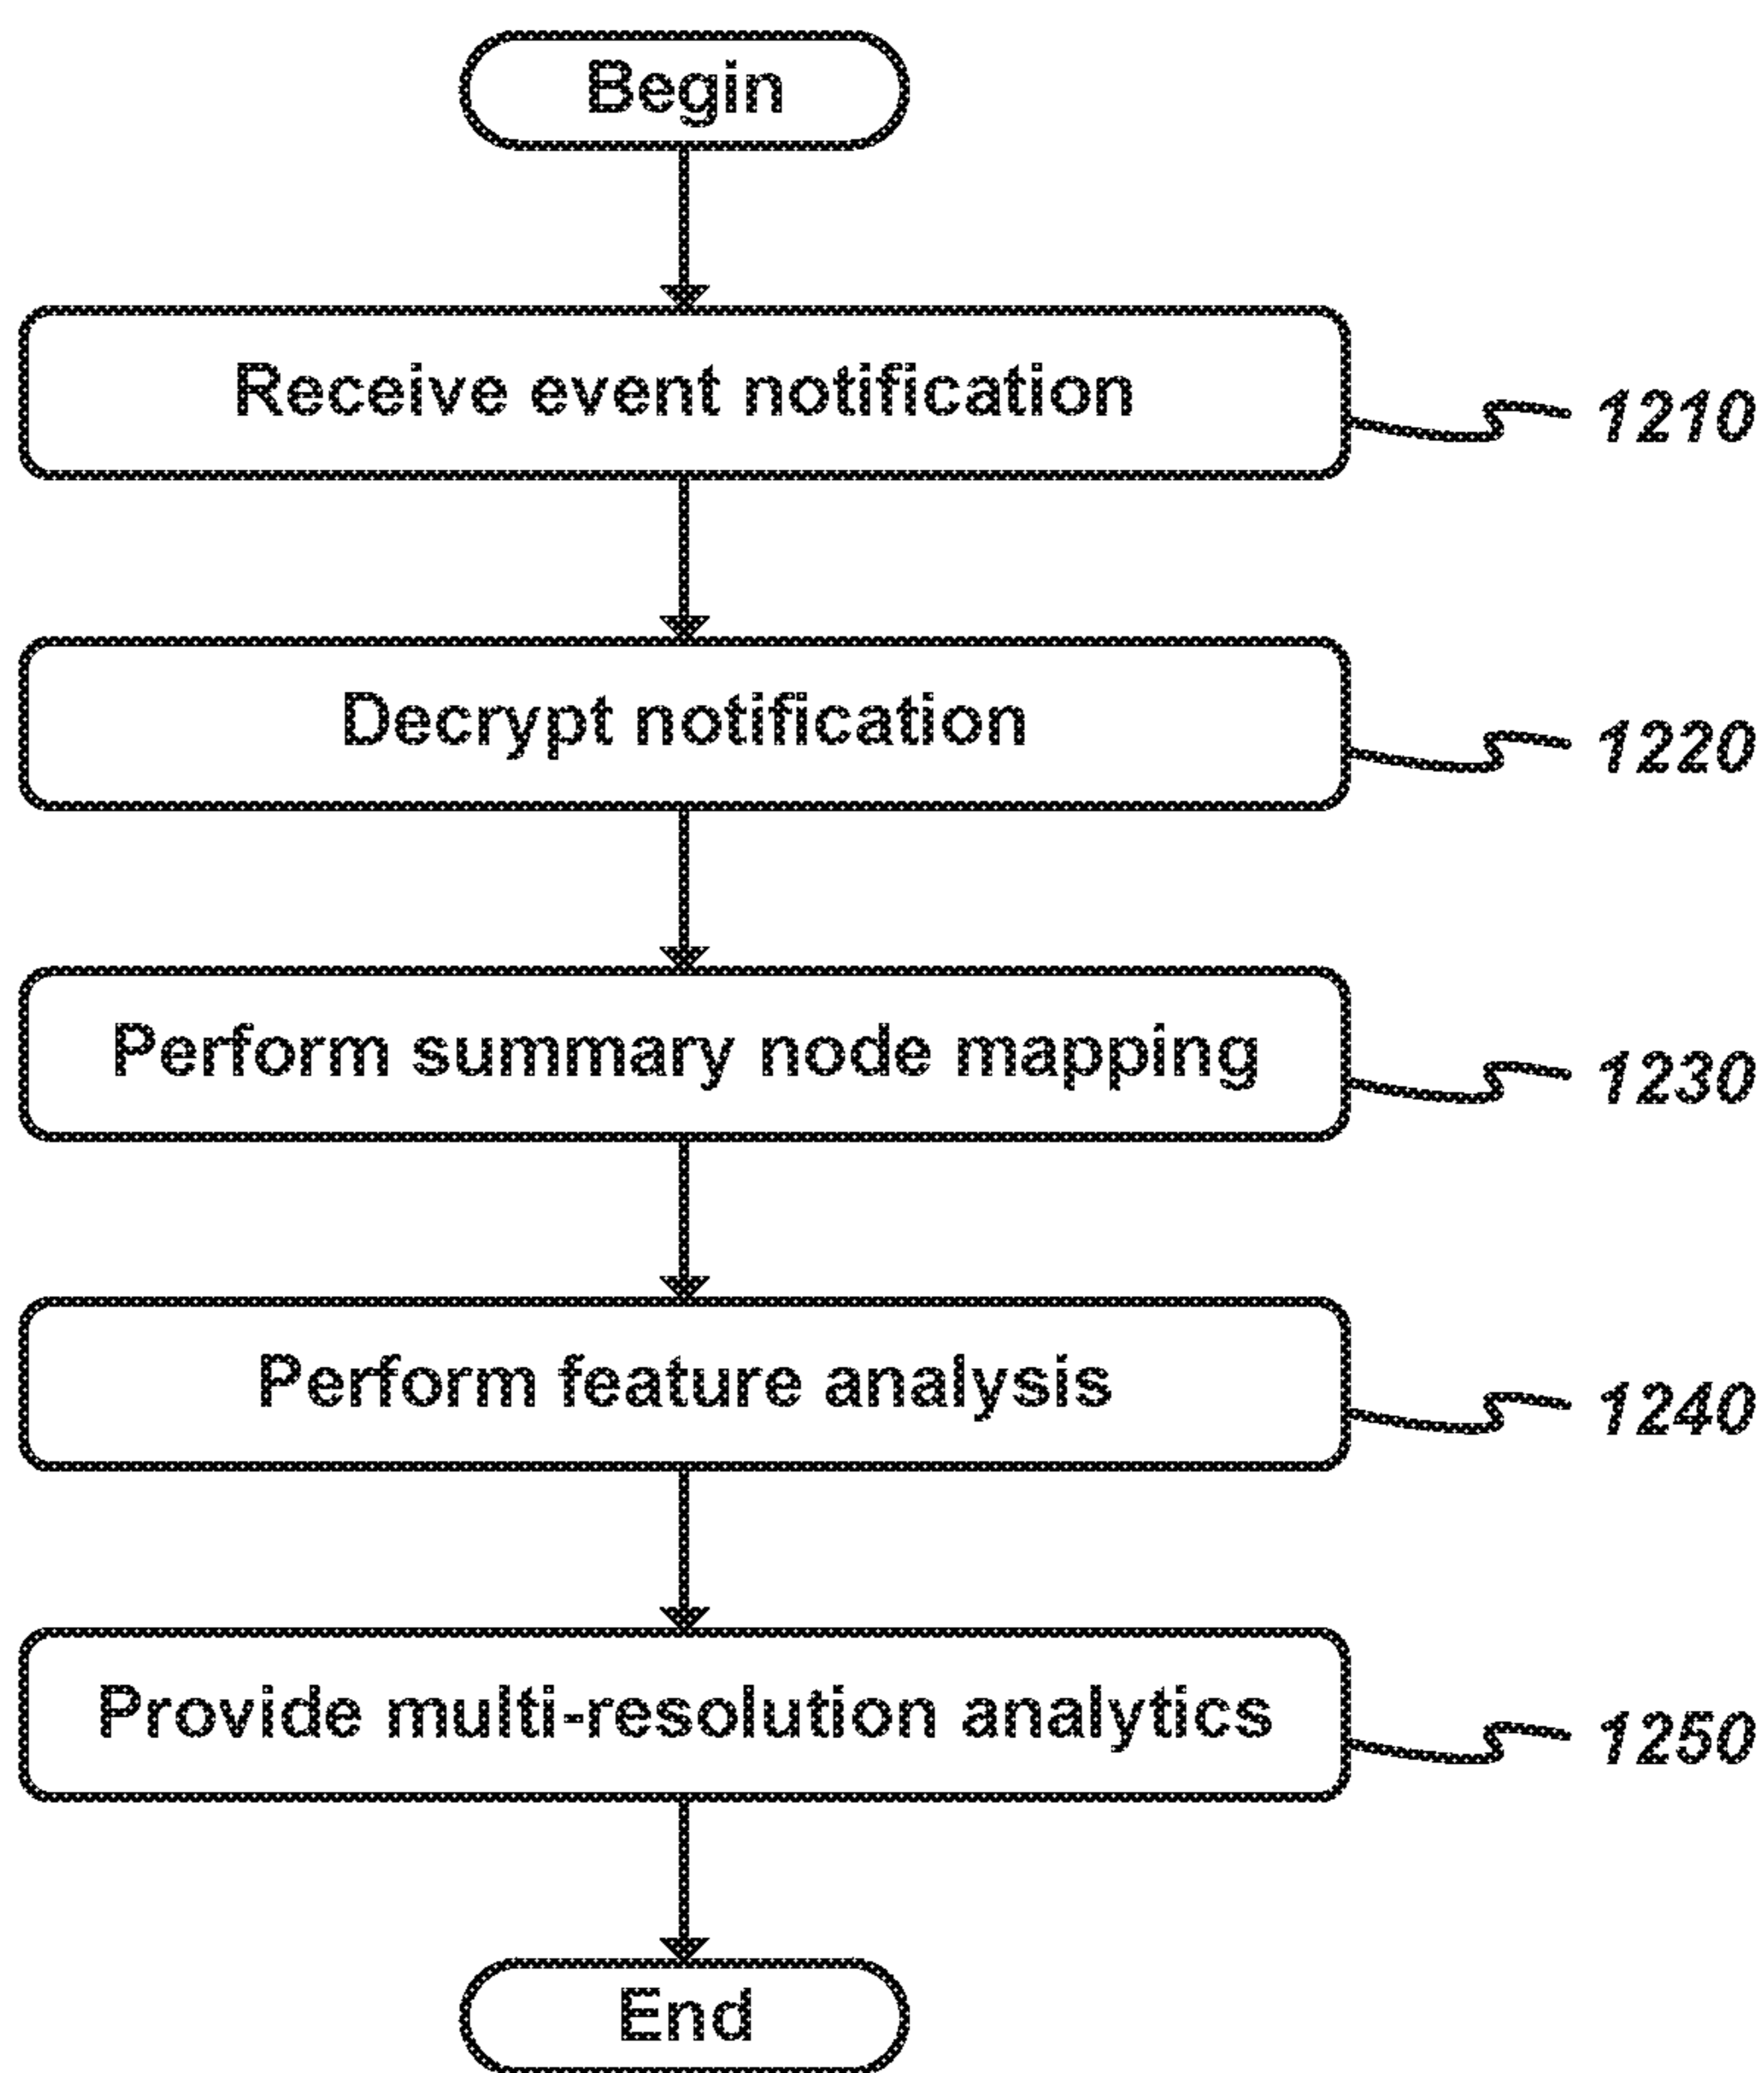 Begin
Receive event notification
1210
Decrypt notification
1220
Perform summary node mapping
1230
Perform feature analysis
1240
Provide multi-resolution analytics
1250
End